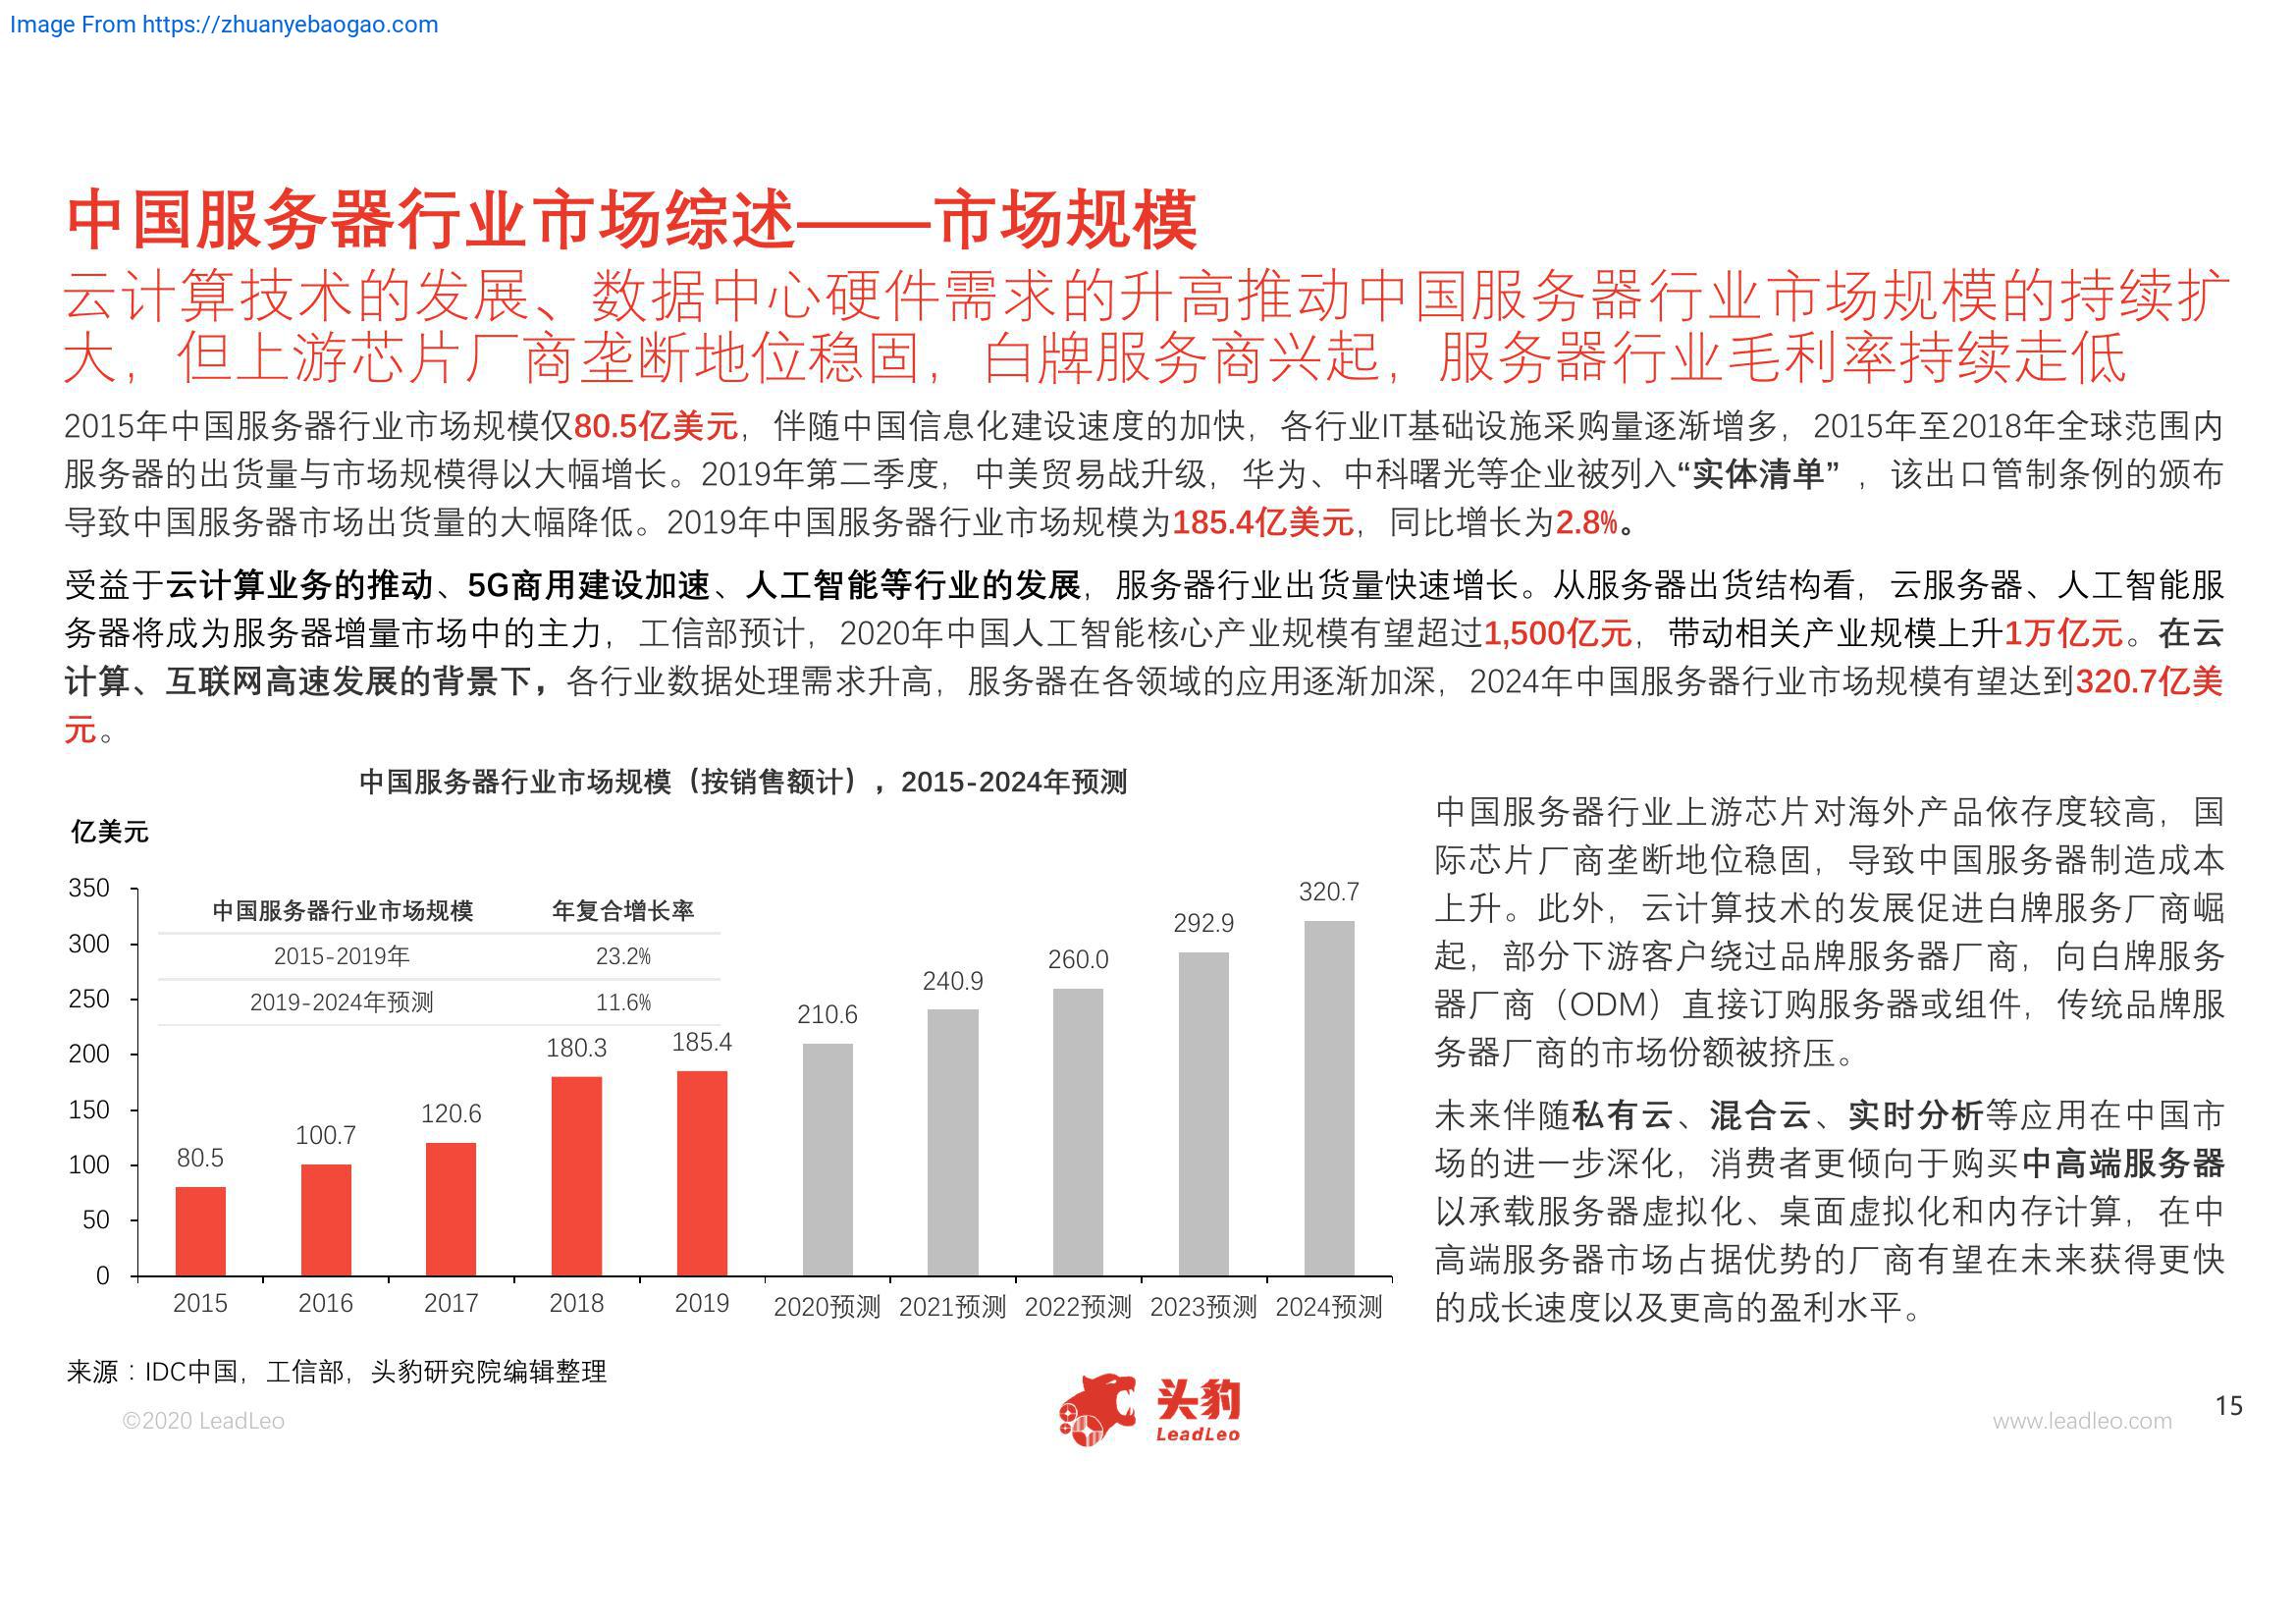 Image From https://zhuanyebaogao.com
中国服务器行业市场综述——市场规模
云计算技术的发展、数据中心硬件需求的升高推动中国服务器行业市场规模的持续扩
大，但上游芯片厂商垄断地位稳固，白牌服务商兴起，服务器行业毛利率持续走低
2015年中国服务器行业市场规模仅80.5亿美元，伴随中国信息化建设速度的加快，各行业IT基础设施采购量逐渐增多，2015年至2018年全球范围内
服务器的出货量与市场规模得以大幅增长。2019年第二季度，中美贸易战升级，华为、中科曙光等企业被列入“实体清单”，该出口管制条例的颁布
导致中国服务器市场出货量的大幅降低。2019年中国服务器行业市场规模为185.4亿美元，同比增长为2.8%。
受益于云计算业务的推动、5G商用建设加速、人工智能等行业的发展，服务器行业出货量快速增长。从服务器出货结构看，云服务器、人工智能服
务器将成为服务器增量市场中的主力，工信部预计，2020年中国人工智能核心产业规模有望超过1,500亿元，带动相关产业规模上升1万亿元。在云
计算、互联网高速发展的背景下，各行业数据处理需求升高，服务器在各领域的应用逐渐加深，2024年中国服务器行业市场规模有望达到320.7亿美
元。
中国服务器行业市场规模（按销售额计），2015-2024年预测
亿美元
350
300
250
200
150
100
50
0
中国服务器行业市场规模 年复合增长率
2015-2019年 23.2%
2019-2024年预测 11.6%
80.5 100.7 120.6 180.3 185.4 210.6 240.9 260.0 292.9 320.7
2015 2016 2017 2018 2019 2020预测 2021预测 2022预测 2023预测 2024预测
中国服务器行业上游芯片对海外产品依存度较高，国
际芯片厂商垄断地位稳固，导致中国服务器制造成本
上升。此外，云计算技术的发展促进白牌服务厂商崛
起，部分下游客户绕过品牌服务器厂商，向白牌服务
器厂商（ODM）直接订购服务器或组件，传统品牌服
务器厂商的市场份额被挤压。
未来伴随私有云、混合云、实时分析等应用在中国市
场的进一步深化，消费者更倾向于购买中高端服务器
以承载服务器虚拟化、桌面虚拟化和内存计算，在中
高端服务器市场占据优势的厂商有望在未来获得更快
的成长速度以及更高的盈利水平。
来源：IDC中国，工信部，头豹研究院编辑整理
©2020 LeadLeo
头豹
LeadLeo
www.leadleo.com
15